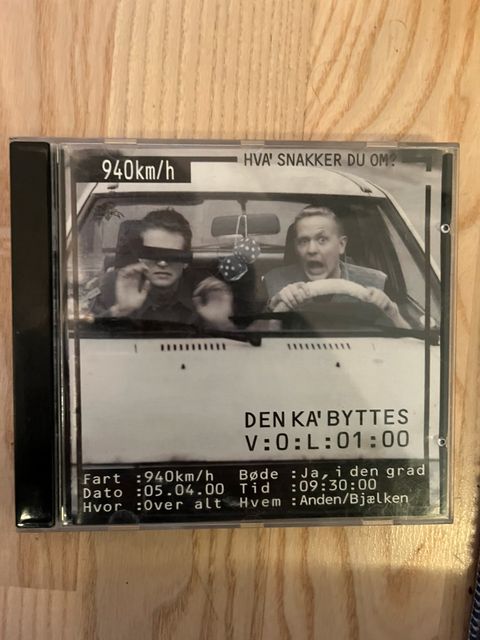 HVA' SNAKKER DU OM?
940km/h
DEN KA' BYTTES
V:O:L:01:00
Fart :940km/h Bøde :Ja,i den grad
Dato :05.04.00 Tid :09:30:00
Hvor :Over alt Hvem :Anden/Bjælken